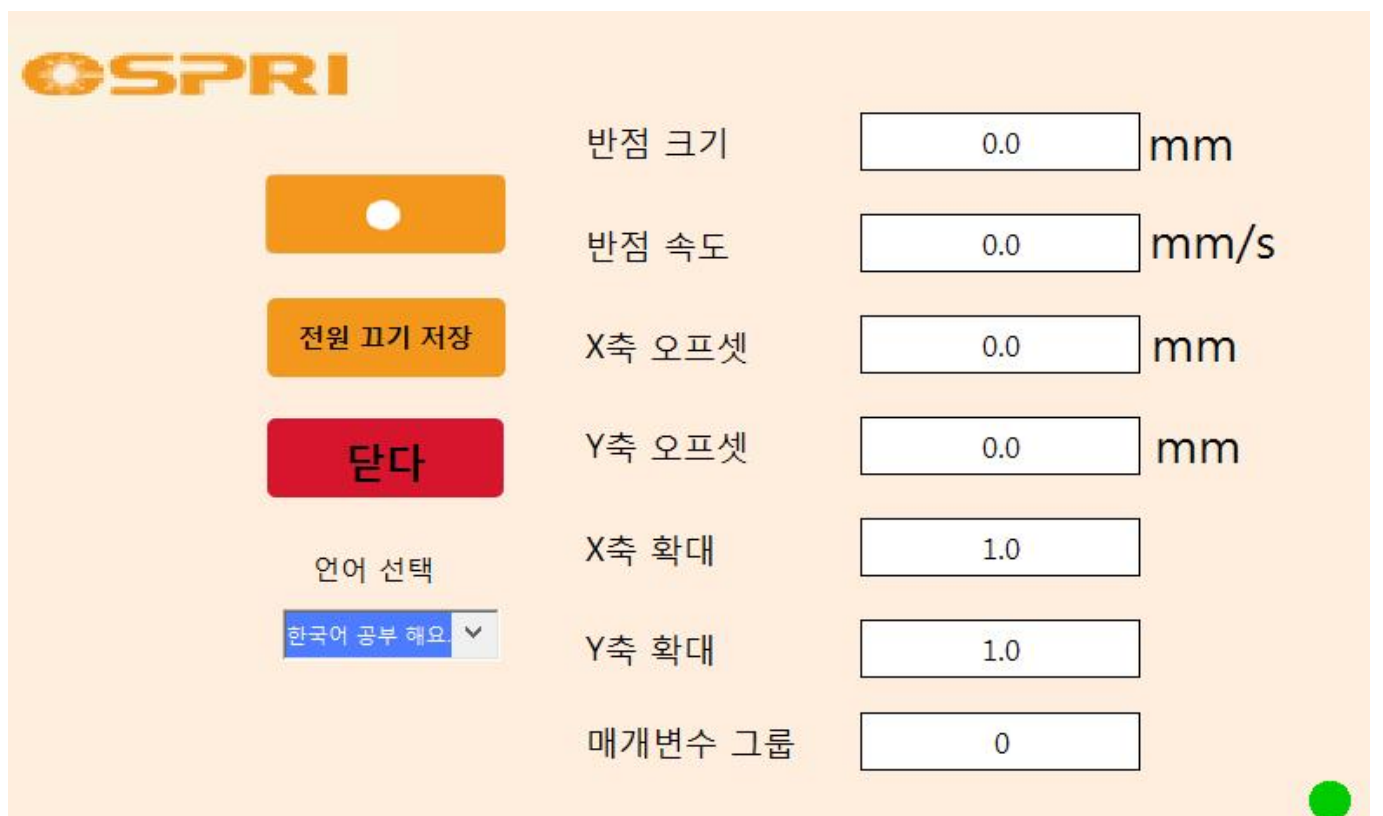 OSPRI
반점 크기 0.0 mm
반점 속도 0.0 mm/s
전원 끄기 저장
X축 오프셋 0.0 mm
닫다
Y축 오프셋 0.0 mm
언어 선택
X축 확대 1.0
한국어 공부 해요.
Y축 확대 1.0
매개변수 그룹 0